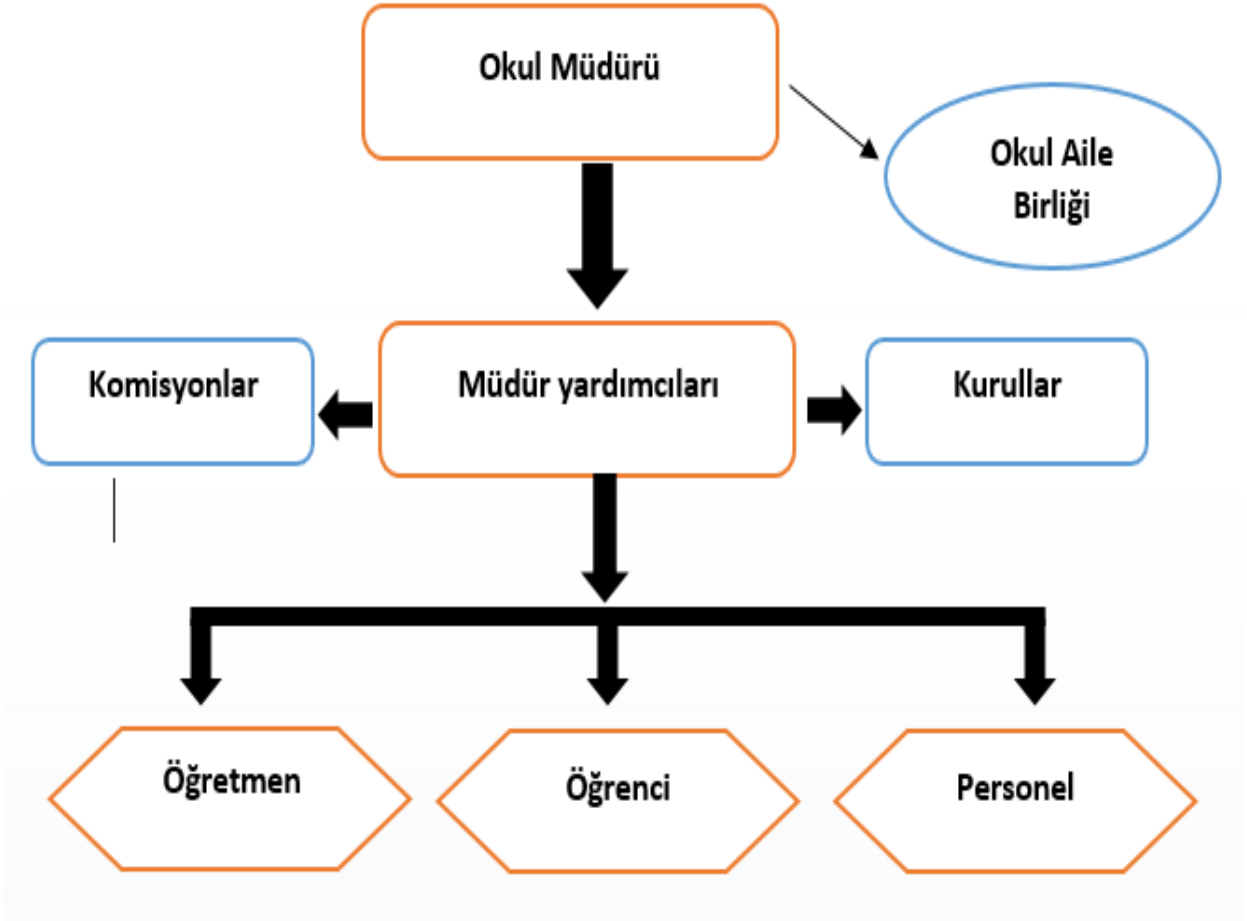 Okul Müdürü
Okul Aile
Birliği
Komisyonlar
Müdür yardımcıları
Kurullar
Öğretmen
Öğrenci
Personel